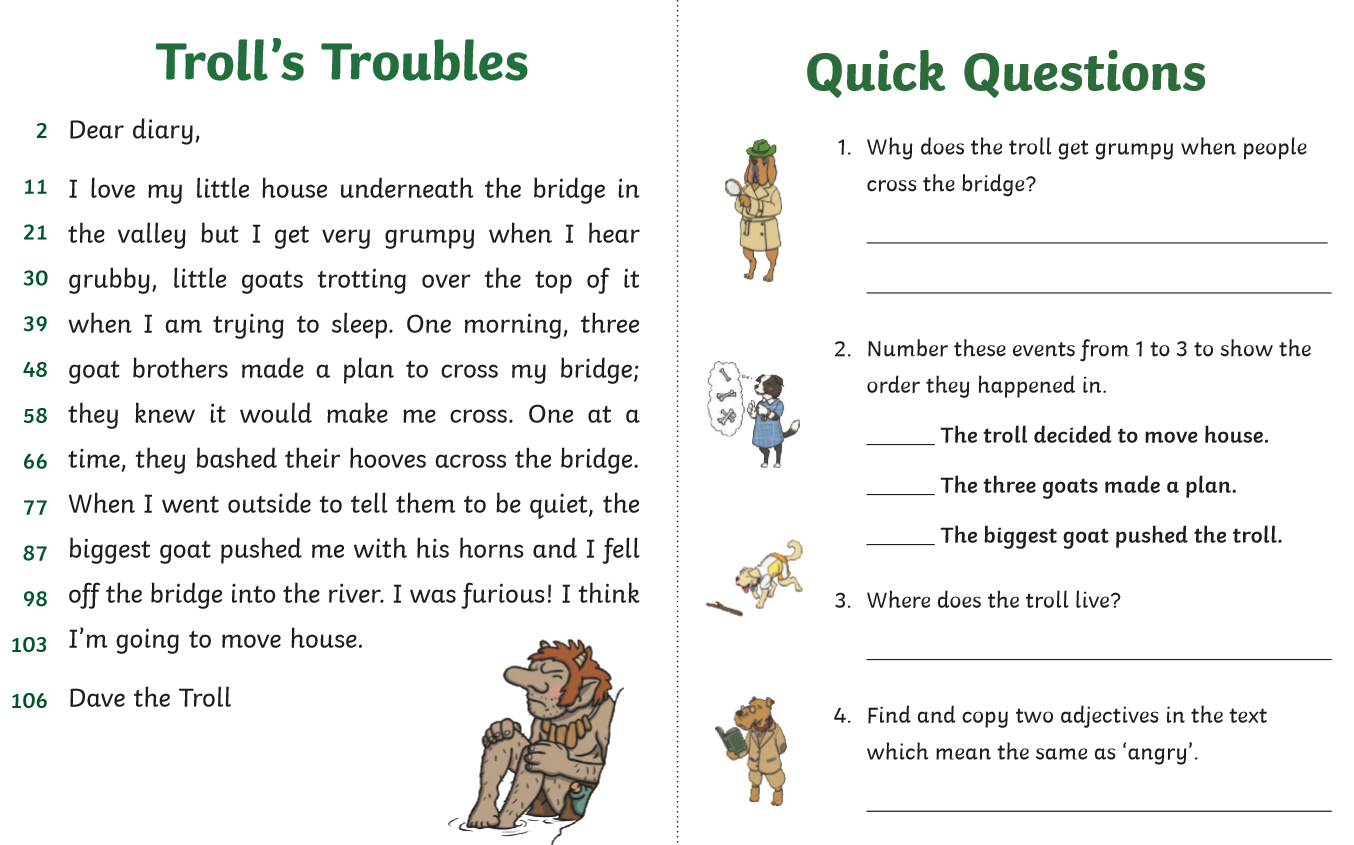 Troll's Troubles
2 Dear diary,
11 I love my little house underneath the bridge in
21 the valley but I get very grumpy when I hear
30 grubby, little goats trotting over the top of it
39 when I am trying to sleep. One morning, three
48 goat brothers made a plan to cross my bridge;
58 they knew it would make me cross. One at a
66 time, they bashed their hooves across the bridge.
77 When I went outside to tell them to be quiet, the
87 biggest goat pushed me with his horns and I fell
98 off the bridge into the river. I was furious! I think
103 I'm going to move house.
106 Dave the Troll
Quick Questions
1. Why does the troll get grumpy when people
cross the bridge?
2. Number these events from 1 to 3 to show the
order they happened in.
______ The troll decided to move house.
______ The three goats made a plan.
______ The biggest goat pushed the troll.
3. Where does the troll live?
4. Find and copy two adjectives in the text
which mean the same as ‘angry’.